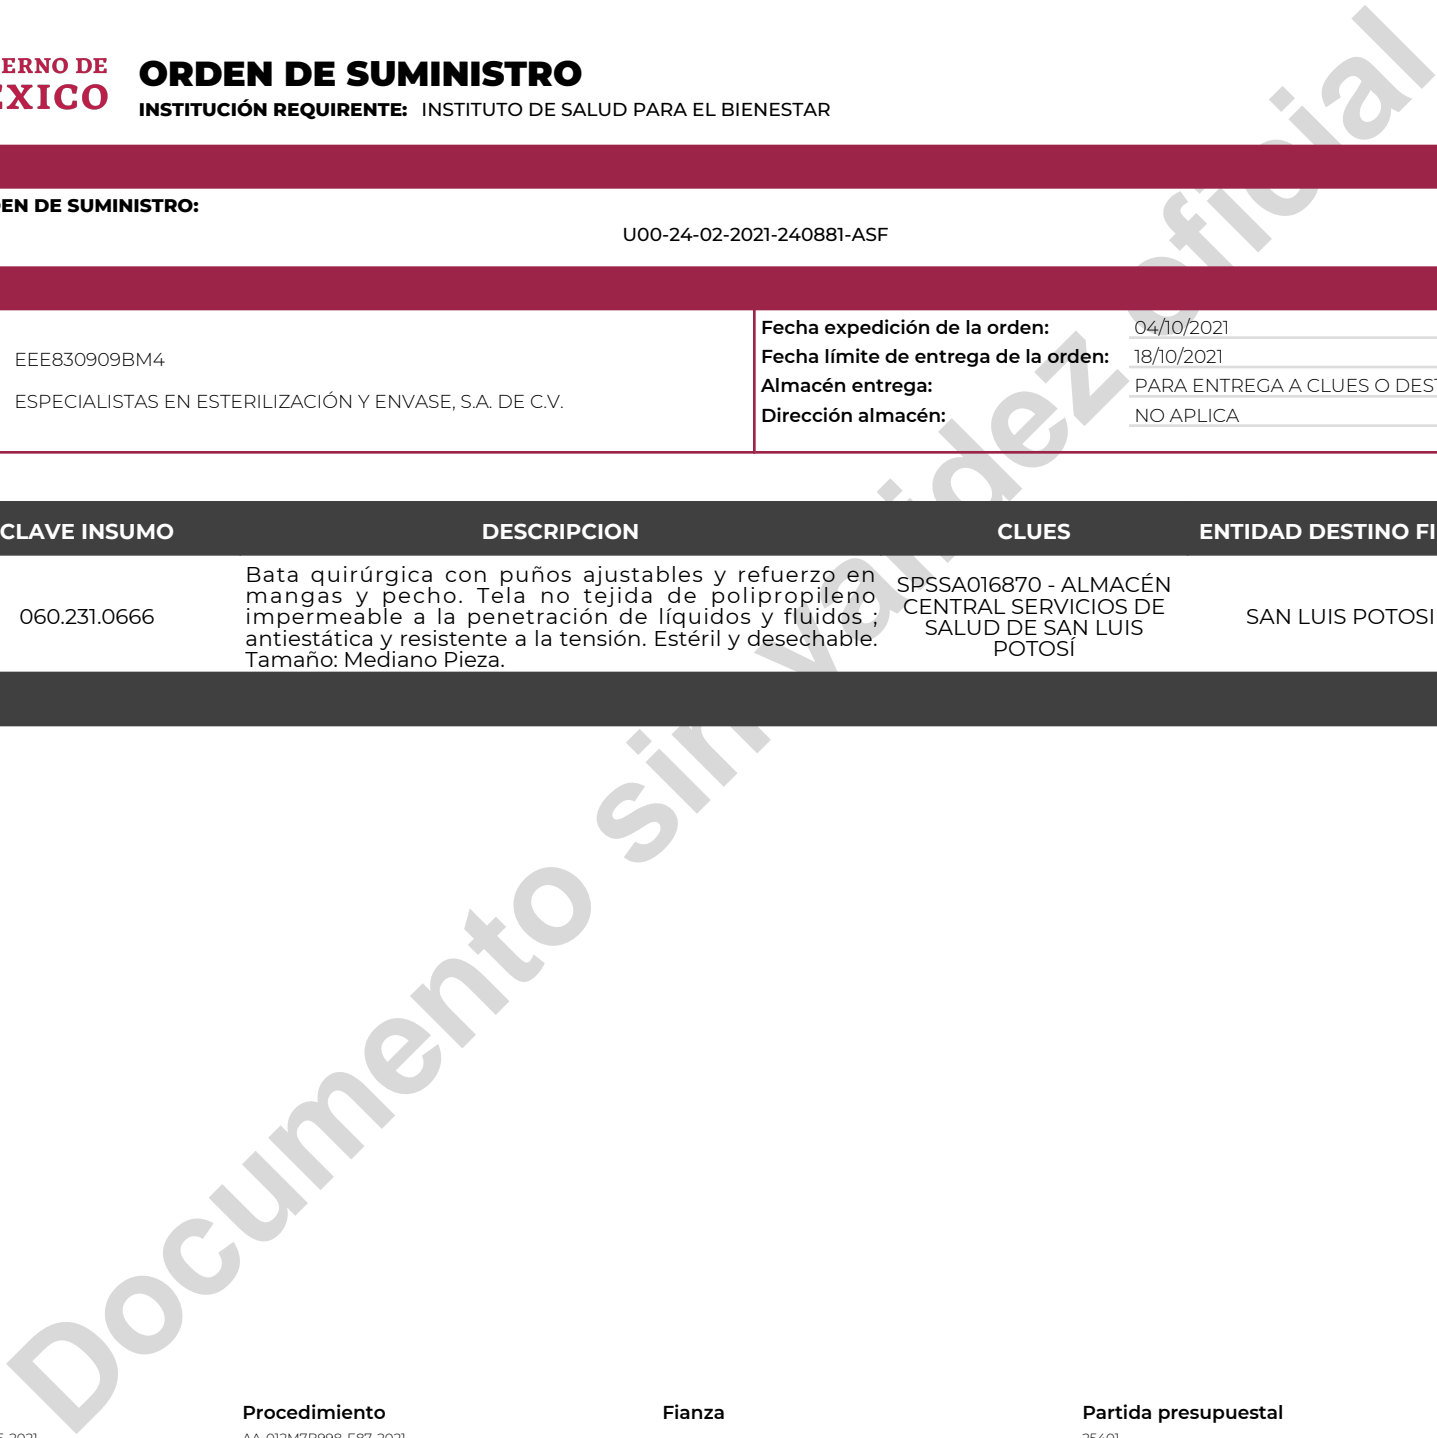 ERNO DE
ORDEN DE SUMINISTRO
INSTITUCIÓN REQUIRENTE: INSTITUTO DE SALUD PARA EL BIENESTAR
DE SUMINISTRO:
U00-24-02-2021-240881-ASF
EEE830909BM4
ESPECIALISTAS EN ESTERILIZACIÓN Y ENVASE, S.A. DE C.V.
Fecha expedición de la orden: 04/10/2021
Fecha límite de entrega de la orden: 18/10/2021
Almacén entrega: PARA ENTREGA A CLUES O DEST
Dirección almacén: NO APLICA
CLAVE INSUMO DESCRIPCION CLUES ENTIDAD DESTINO FI
060.231.0666
Bata quirúrgica con puños ajustables y refuerzo en
mangas y pecho. Tela no tejida de polipropileno
impermeable a la penetración de líquidos y fluidos ;
antiestática y resistente a la tensión. Estéril y desechable.
Tamaño: Mediano Pieza.
SPSSA016870 - ALMACÉN
CENTRAL SERVICIOS DE
SALUD DE SAN LUIS
POTOSÍ
SAN LUIS POTOSI
Documento sin validez oficial
Procedimiento Fianza Partida presupuestal